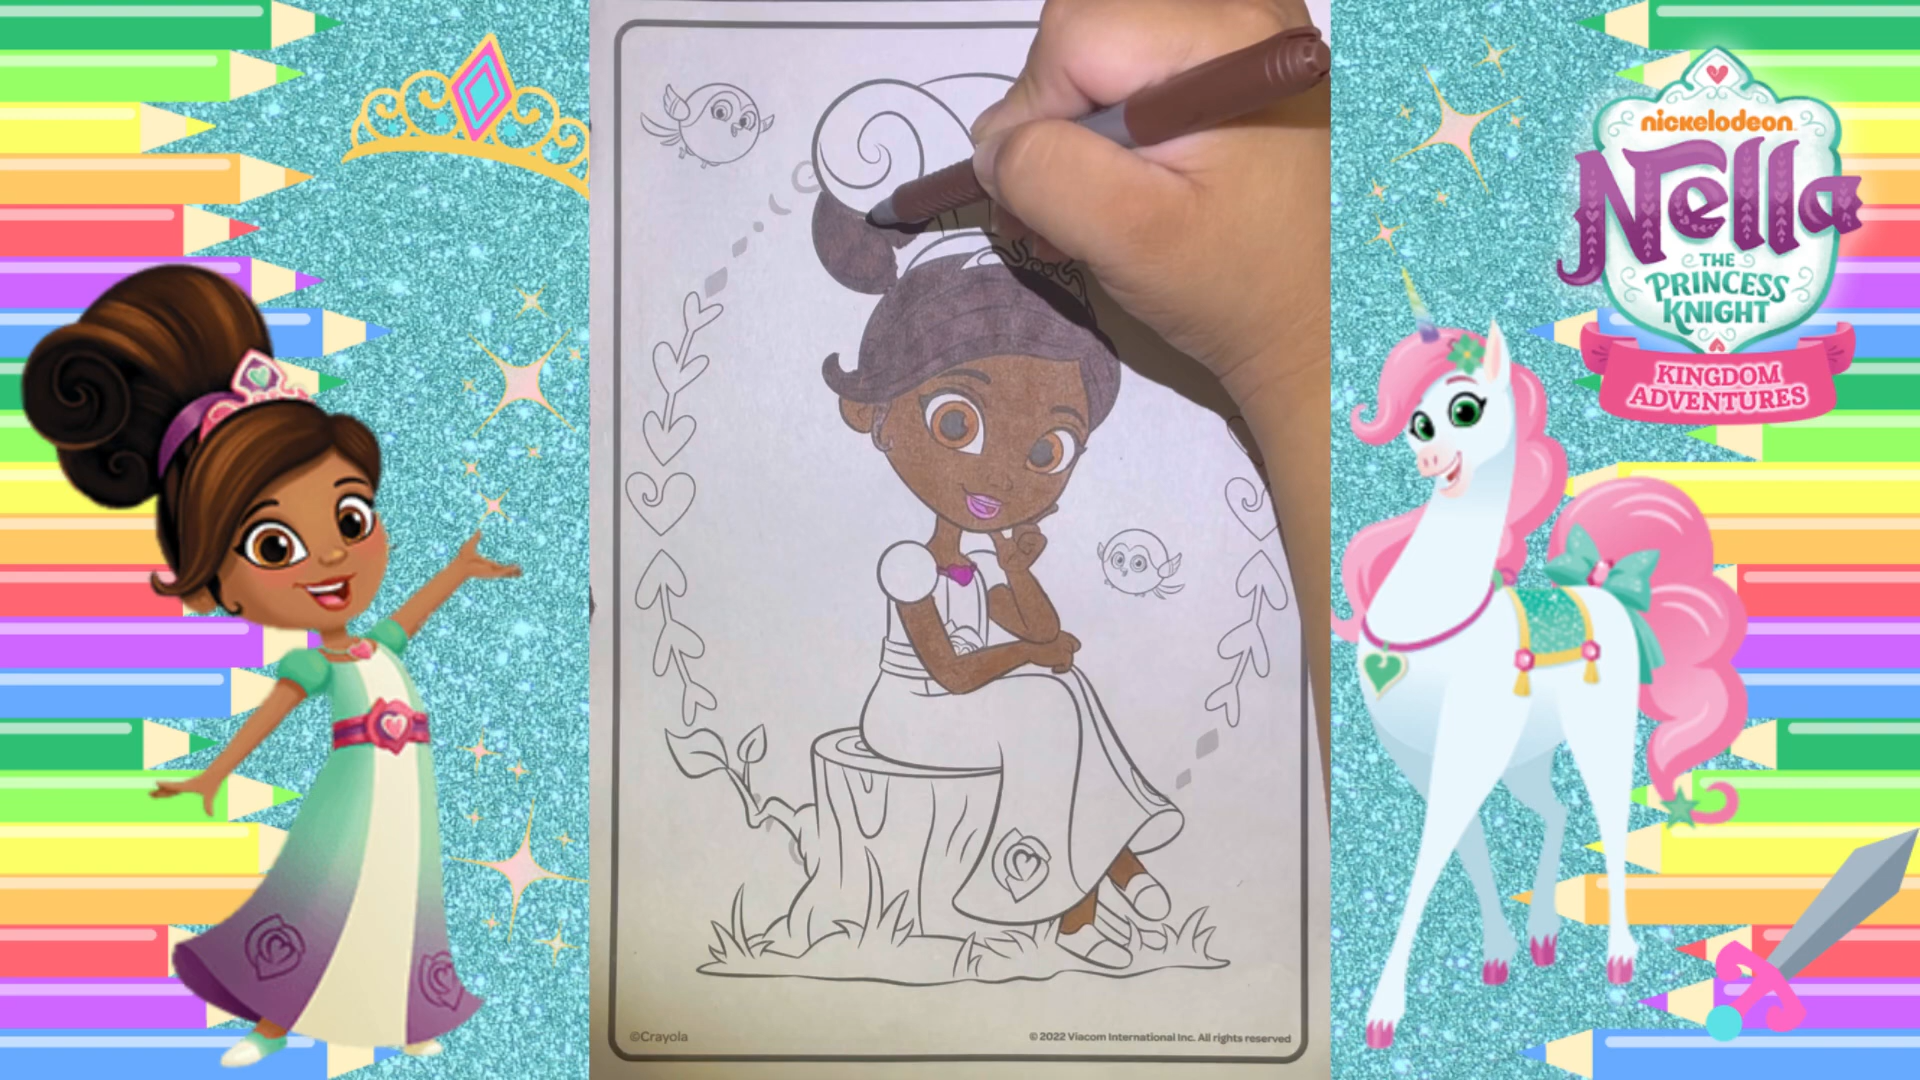 nickelodeon
Nella
THE
PRINCESS
KNIGHT
KINGDOM
ADVENTURES
©Crayola
© 2022 Viacom International Inc. All rights reserved